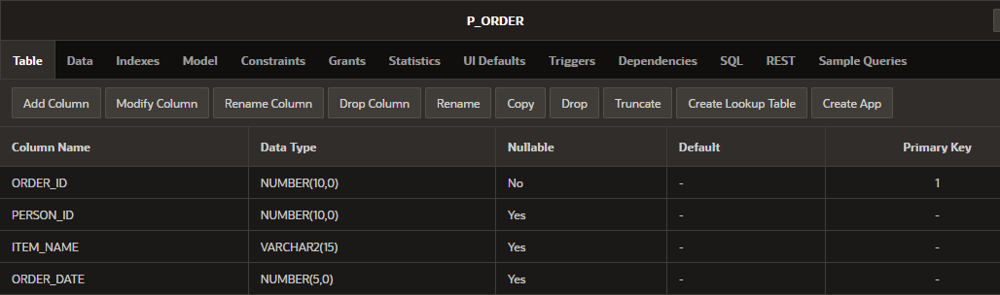 P_ORDER
Table Data Indexes Model Constraints Grants Statistics UI Defaults Triggers Dependencies SQL REST Sample Queries
Add Column Modify Column Rename Column Drop Column Rename Copy Drop Truncate Create Lookup Table Create App
Column Name Data Type Nullable Default Primary Key
ORDER_ID NUMBER(10,0) No - 1
PERSON_ID NUMBER(10,0) Yes - -
ITEM_NAME VARCHAR2(15) Yes - -
ORDER_DATE NUMBER(5,0) Yes - -